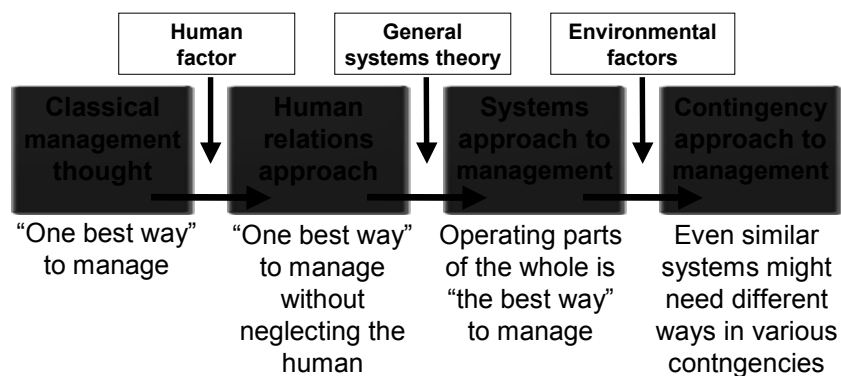 Human
factor
General
systems theory
Environmental
factors
Classical
management
thought
Human
relations
approach
Systems
approach to
management
Contingency
approach to
management
“One best way”
to manage
“One best way”
to manage
without
neglecting the
human
Operating parts
of the whole is
“the best way”
to manage
Even similar
systems might
need different
ways in various
contngencies